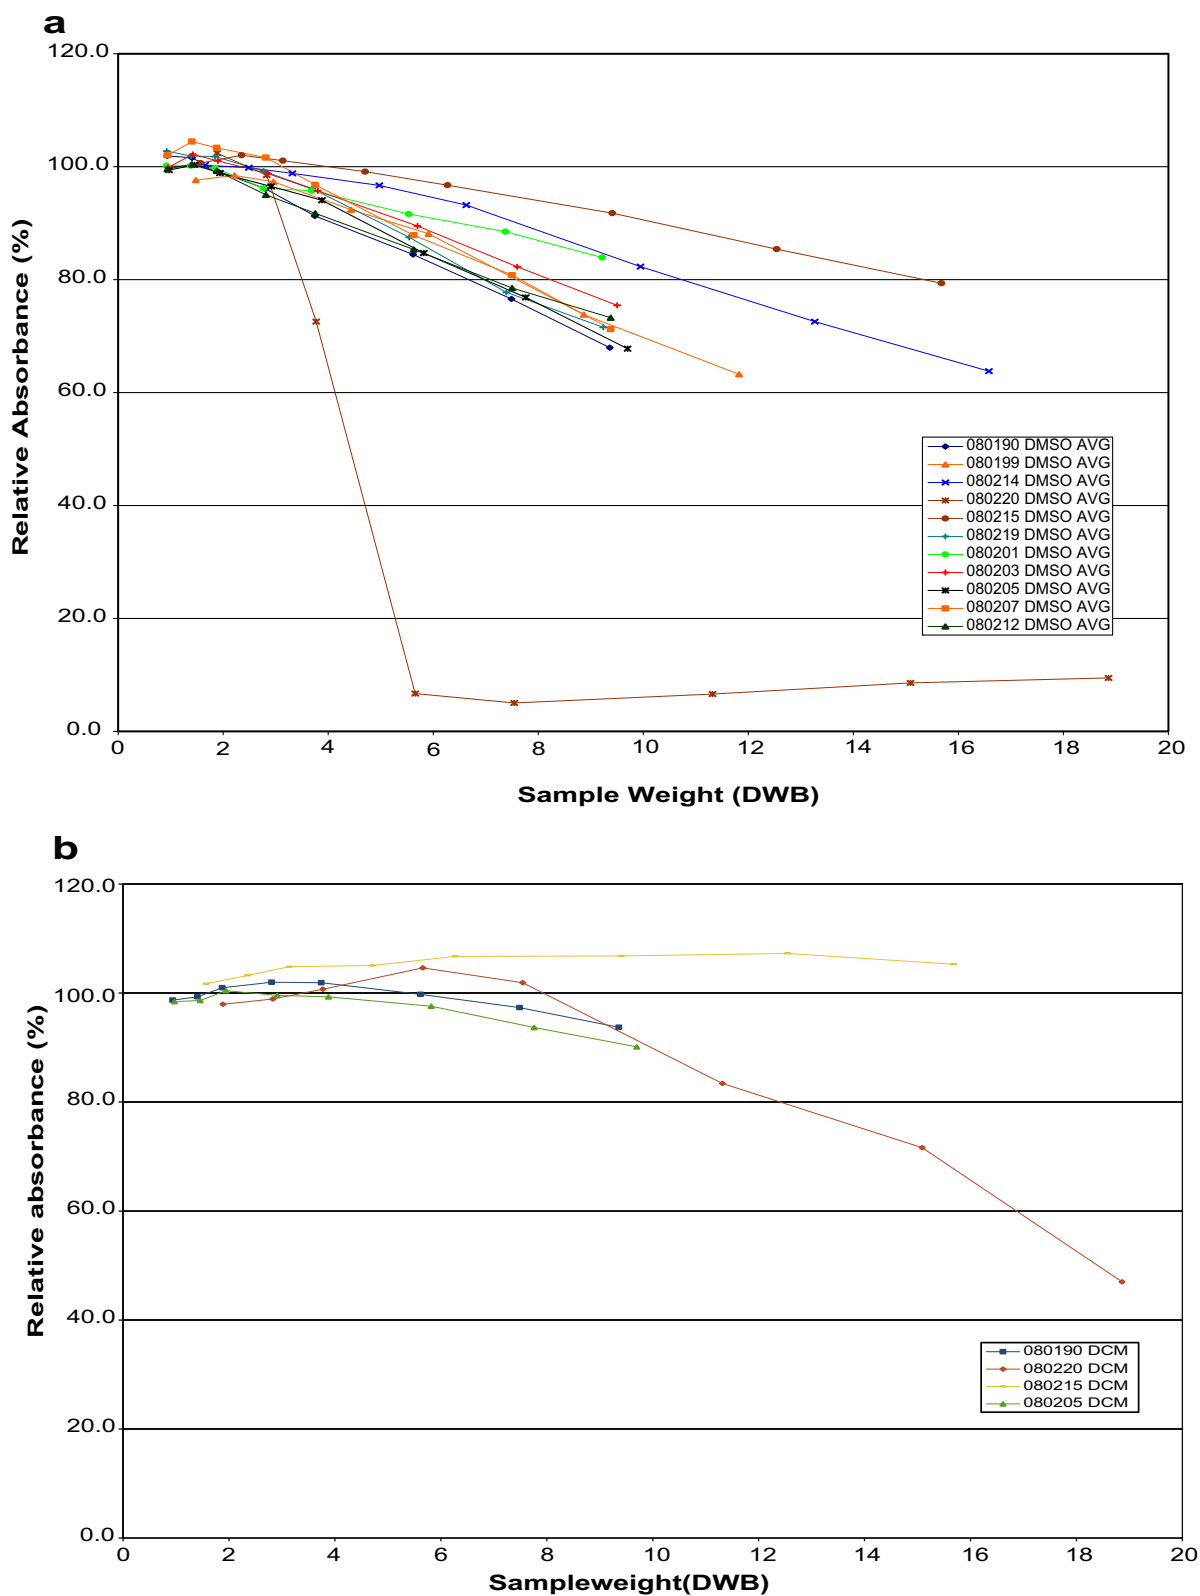 a
120.0
100.0
80.0
60.0
40.0
20.0
0.0
Relative Absorbance (%)
080190 DMSO AVG
080199 DMSO AVG
080214 DMSO AVG
080220 DMSO AVG
080215 DMSO AVG
080219 DMSO AVG
080201 DMSO AVG
080203 DMSO AVG
080205 DMSO AVG
080207 DMSO AVG
080212 DMSO AVG
0 2 4 6 8 10 12 14 16 18 20
Sample Weight (DWB)
b
120.0
100.0
80.0
60.0
40.0
20.0
0.0
Relative absorbance (%)
080190 DCM
080220 DCM
080215 DCM
080205 DCM
0 2 4 6 8 10 12 14 16 18 20
Sampleweight(DWB)